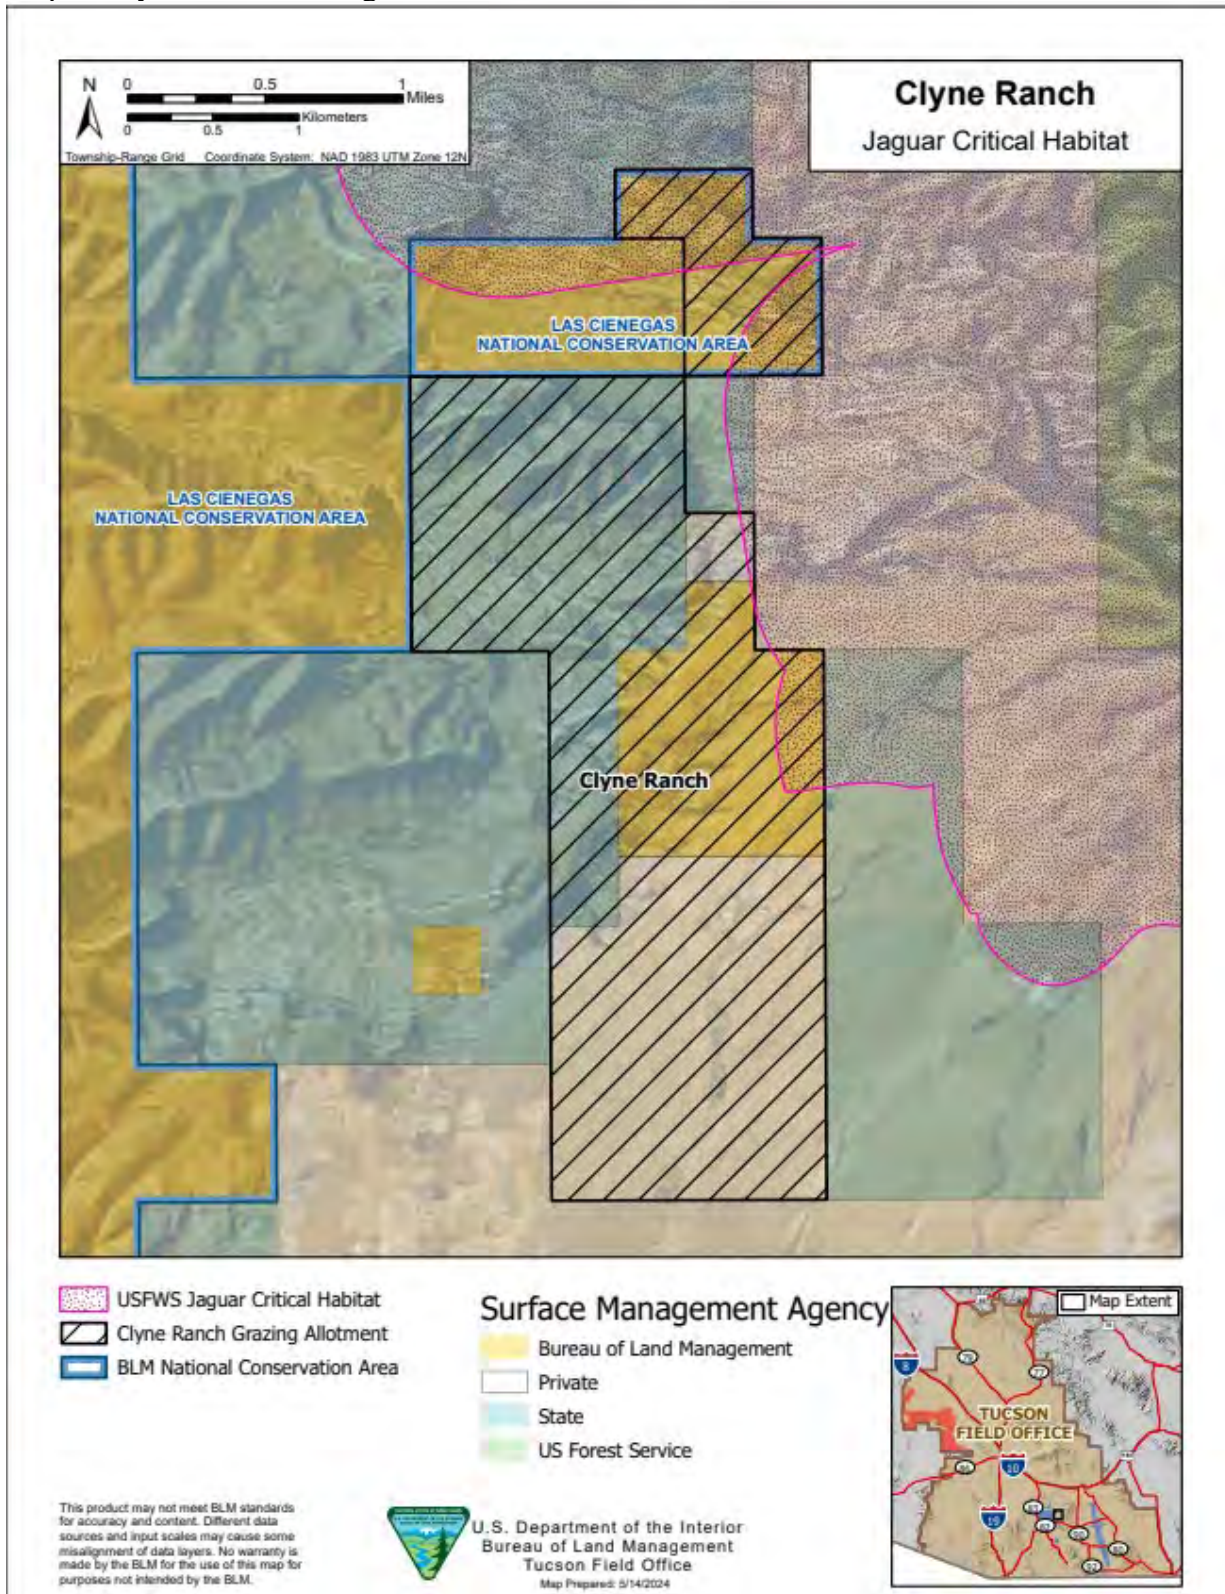 N
0 0.5 1
Miles
Kilometers
0 0.5 1
Township-Range Grid Coordinate System: NAD 1983 UTM Zone 12N
Clyne Ranch
Jaguar Critical Habitat
LAS CIENEGAS
NATIONAL CONSERVATION AREA
LAS CIENEGAS
NATIONAL CONSERVATION AREA
Clyne Ranch
USFWS Jaguar Critical Habitat
Clyne Ranch Grazing Allotment
BLM National Conservation Area
Surface Management Agency
Bureau of Land Management
Private
State
US Forest Service
Map Extent
8
79
77
TUCSON
FIELD OFFICE
10
19
83
82
This product may not meet BLM standards
for accuracy and content. Different data
sources and input scales may cause some
misalignment of data layers. No warranty is
made by the BLM for the use of this map for
purposes not intended by the BLM.
U.S. Department of the Interior
Bureau of Land Management
Tucson Field Office
Map Prepared: 5/14/2024